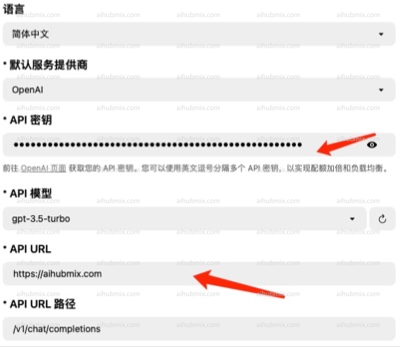 语言
简体中文
* 默认服务提供商
OpenAI
* API 密钥
••••••••••••••••••••••••••••••••••••••••••••••••••
前往 OpenAI 页面 获取您的 API 密钥。您可以使用英文逗号分隔多个 API 密钥，以实现配额加倍和负载均衡。
* API 模型
gpt-3.5-turbo
* API URL
https://aihubmix.com
* API URL 路径
/v1/chat/completions